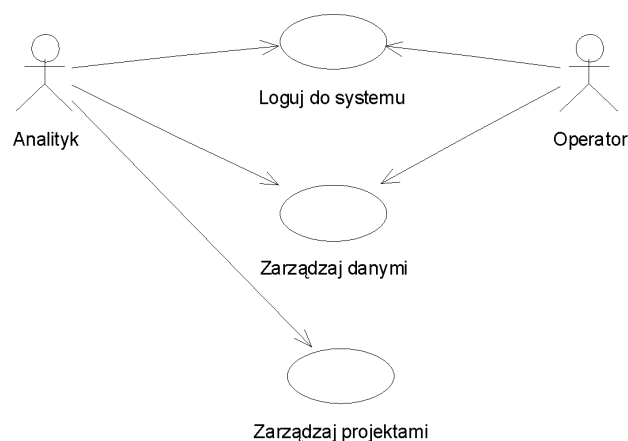 Loguj do systemu
Analityk
Operator
Zarządzaj danymi
Zarządzaj projektami